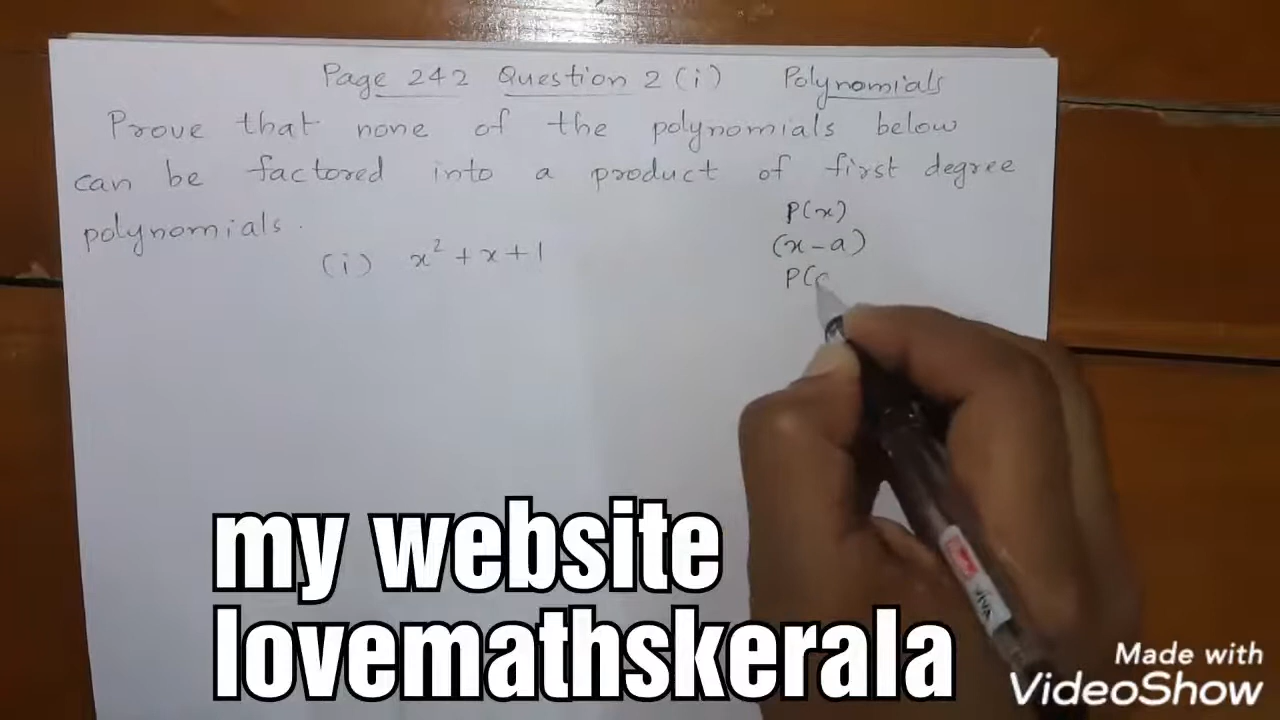 Page 242 Question 2 (i) Polynomials
Prove that none of the polynomials below
can be factored into a product of first degree
polynomials.
(i) x² + x + 1
P(x)
(x - a)
P(
my website
lovemathskerala
Made with
VideoShow